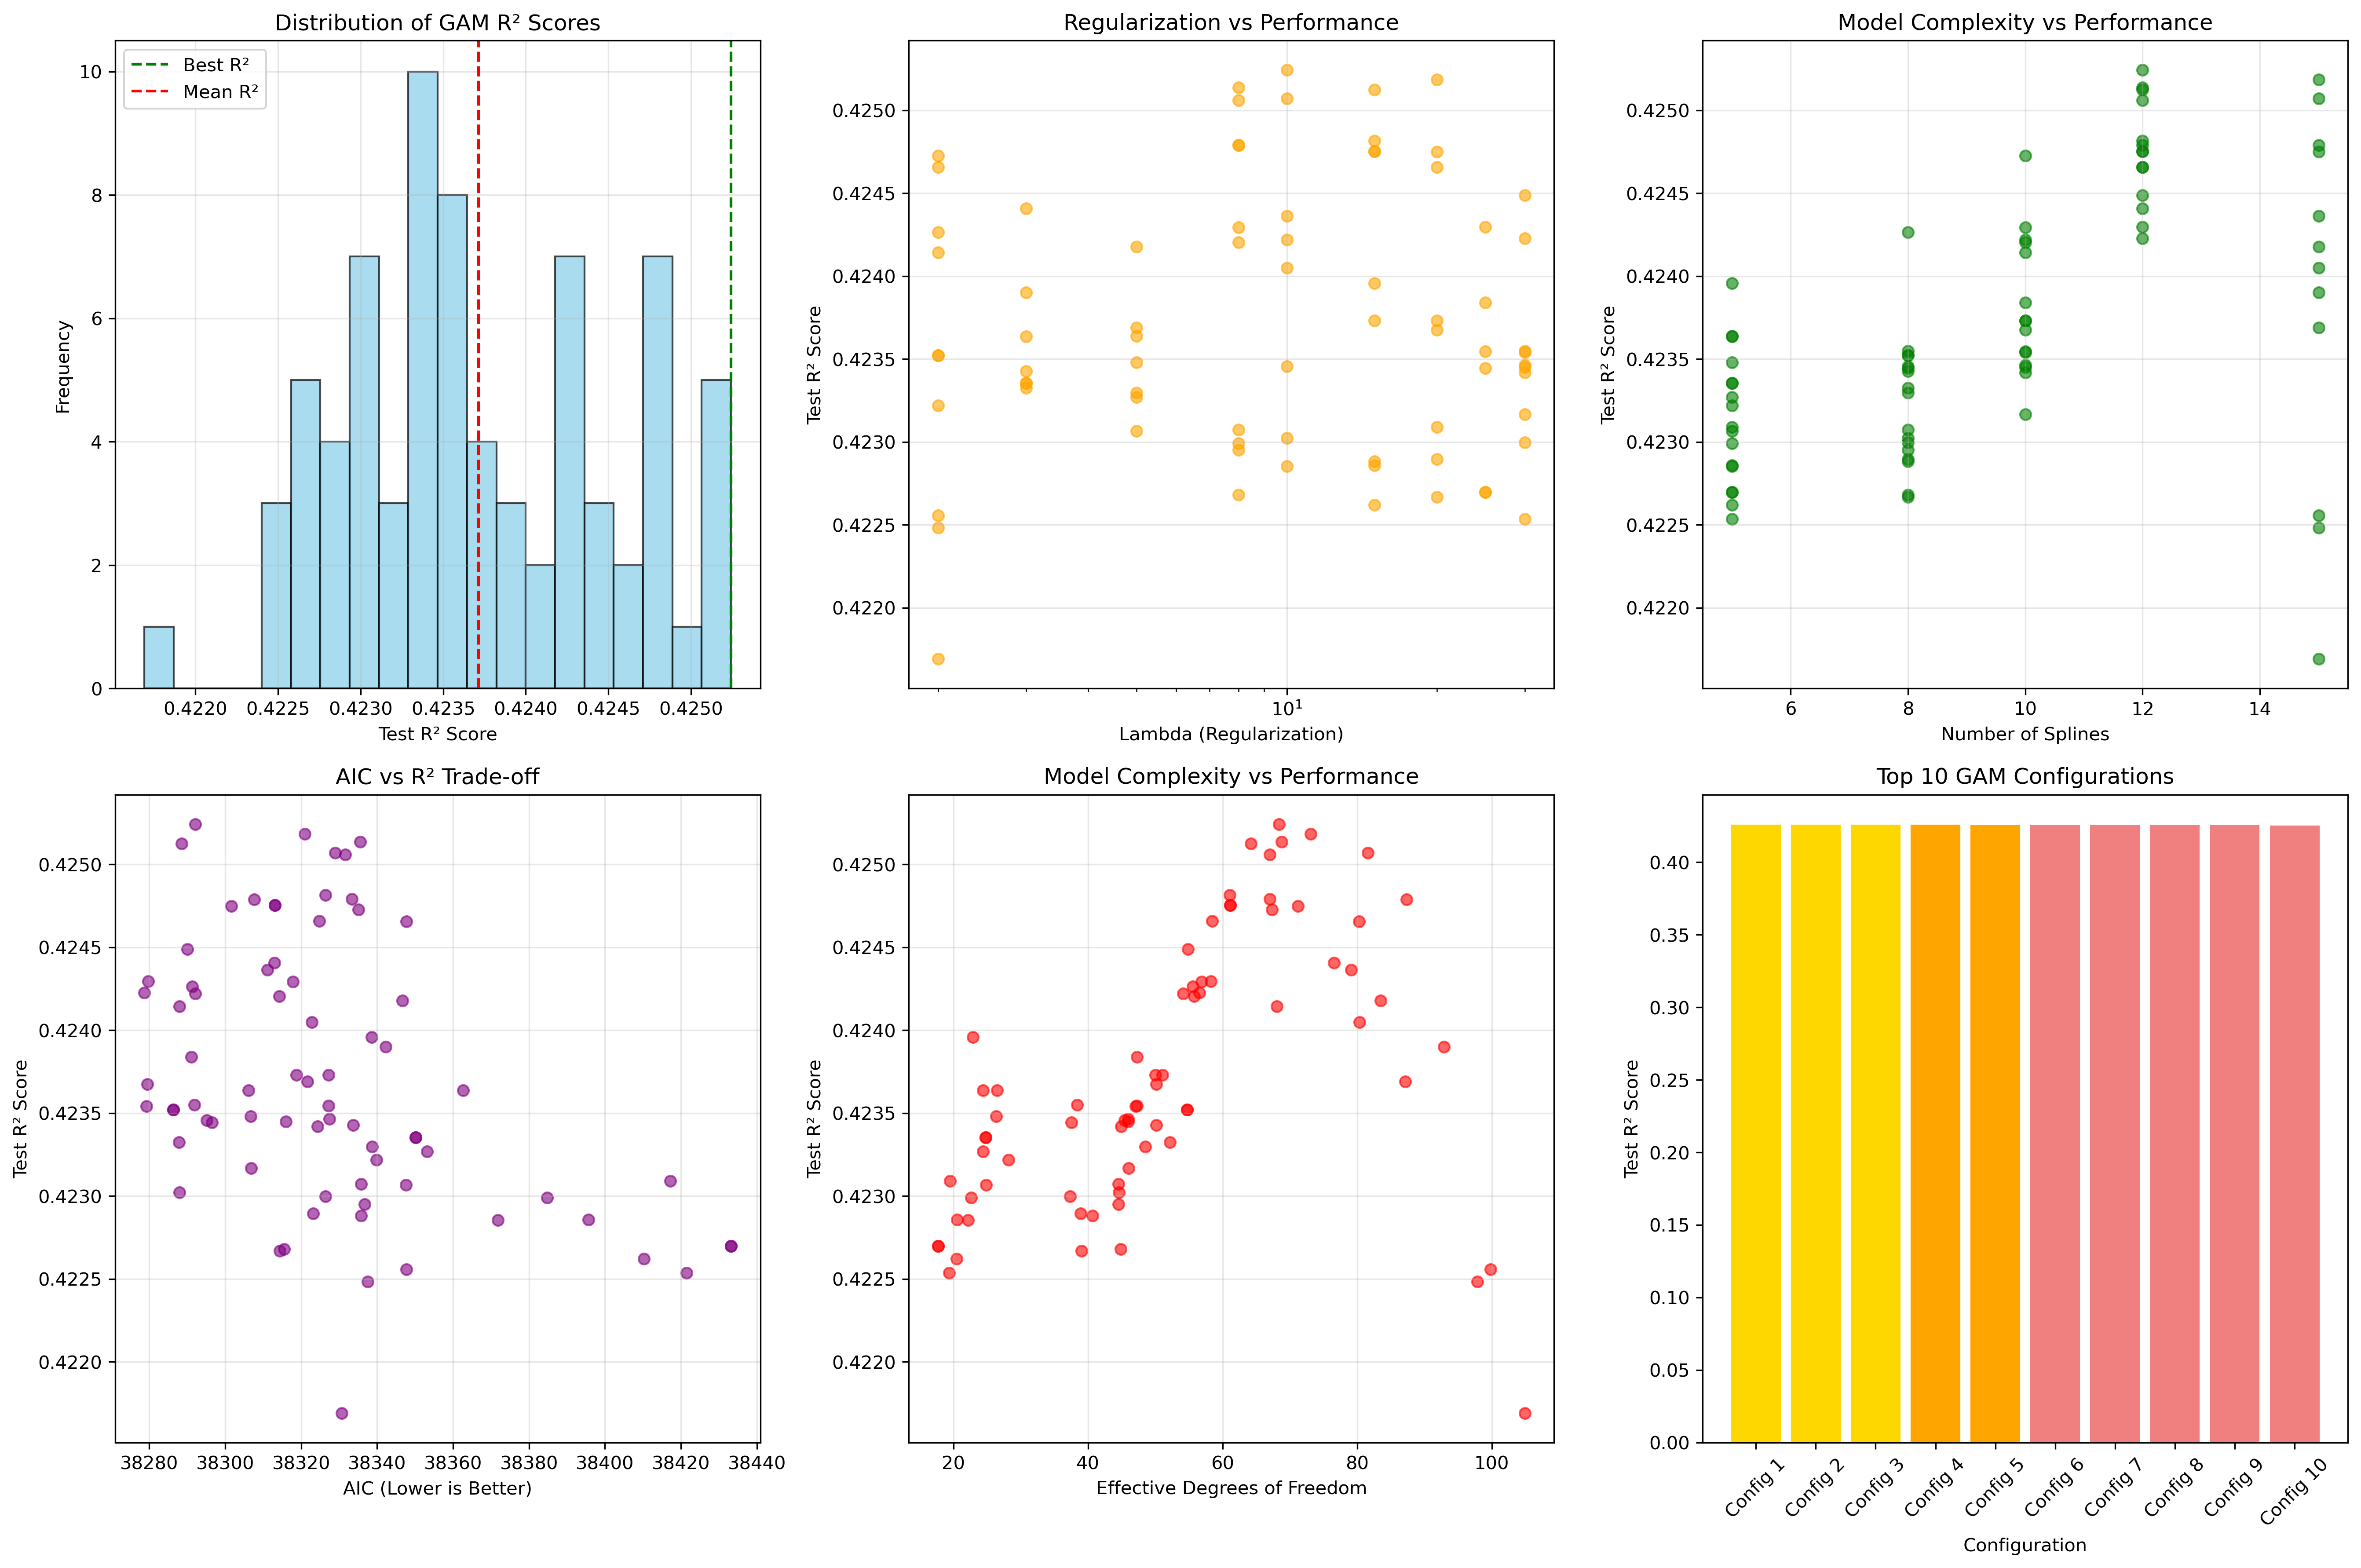 Distribution of GAM R² Scores
Best R²
Mean R²
Frequency
10
8
6
4
2
0
0.4220 0.4225 0.4230 0.4235 0.4240 0.4245 0.4250
Test R² Score
Regularization vs Performance
Test R² Score
0.4250
0.4245
0.4240
0.4235
0.4230
0.4225
0.4220
10¹
Lambda (Regularization)
Model Complexity vs Performance
Test R² Score
0.4250
0.4245
0.4240
0.4235
0.4230
0.4225
0.4220
6 8 10 12 14
Number of Splines
AIC vs R² Trade-off
Test R² Score
0.4250
0.4245
0.4240
0.4235
0.4230
0.4225
0.4220
38280 38300 38320 38340 38360 38380 38400 38420 38440
AIC (Lower is Better)
Model Complexity vs Performance
Test R² Score
0.4250
0.4245
0.4240
0.4235
0.4230
0.4225
0.4220
20 40 60 80 100
Effective Degrees of Freedom
Top 10 GAM Configurations
Test R² Score
0.40
0.35
0.30
0.25
0.20
0.15
0.10
0.05
0.00
Config 1 Config 2 Config 3 Config 4 Config 5 Config 6 Config 7 Config 8 Config 9 Config 10
Configuration